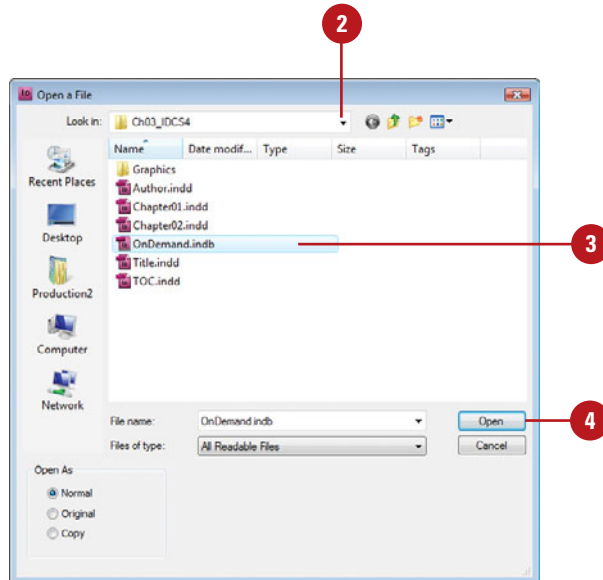 2
Id Open a File
Look in: Ch03_IDCS4
Name Date modif... Type Size Tags
Recent Places
Graphics
Author.indd
Chapter01.indd
Chapter02.indd
Desktop
OnDemand.indb
3
Title.indd
TOC.indd
Production2
Computer
Network
File name: OnDemand.indb Open
4
Files of type: All Readable Files Cancel
Open As
Normal
Original
Copy